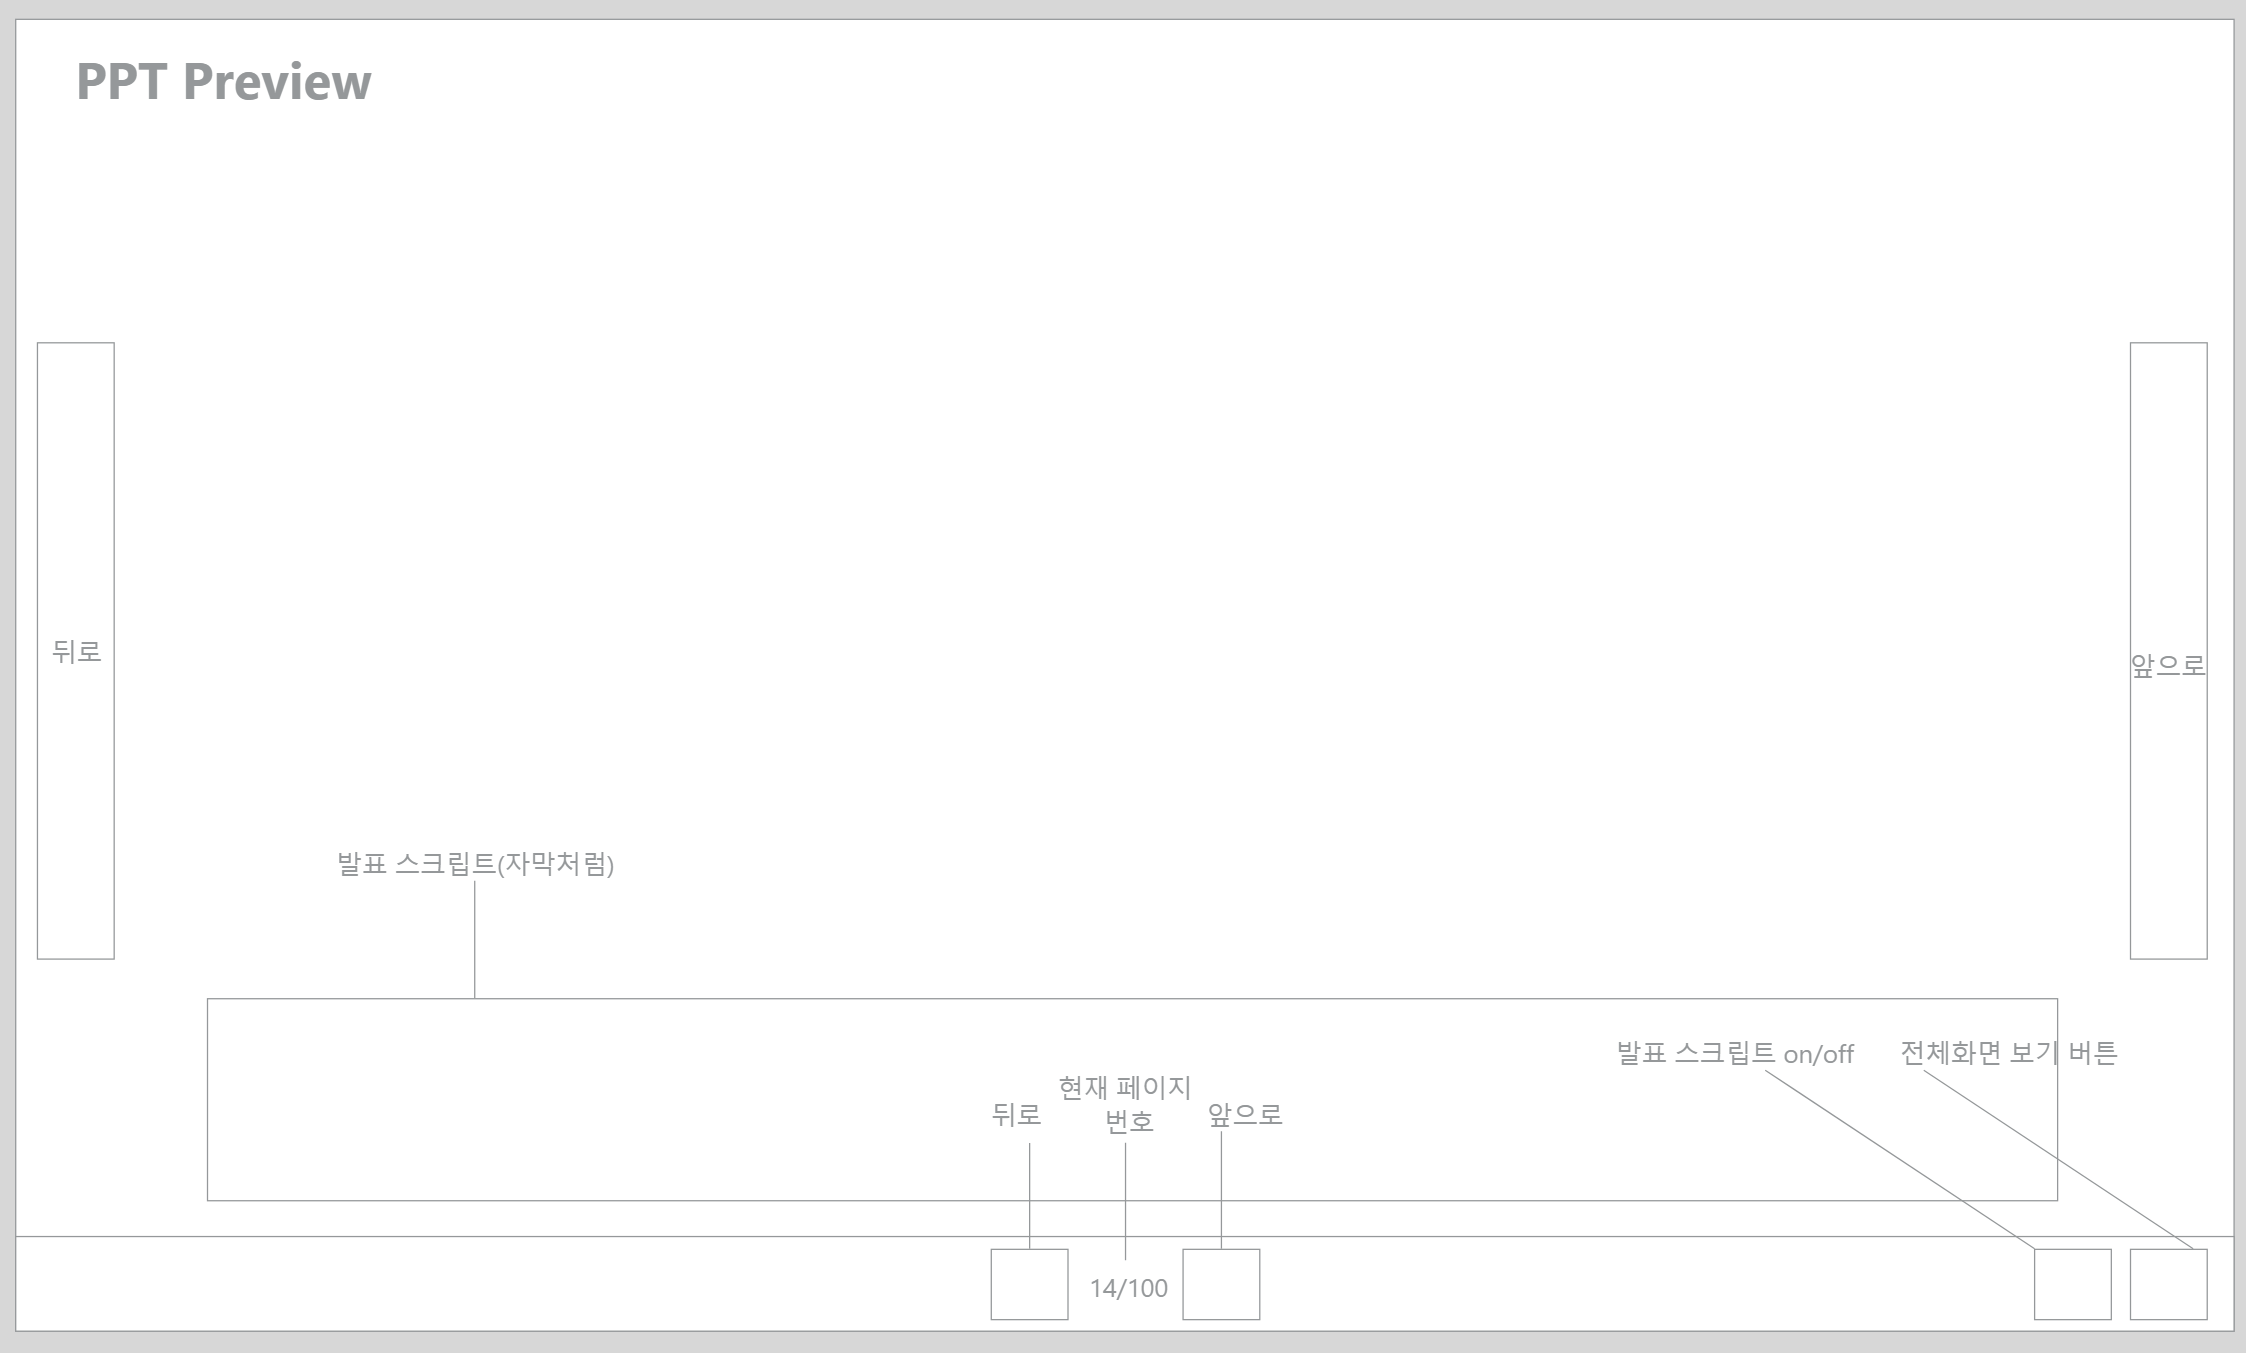 PPT Preview
뒤로
앞으로
발표 스크립트(자막처럼)
발표 스크립트 on/off
전체화면 보기 버튼
뒤로
현재 페이지
번호
앞으로
14/100